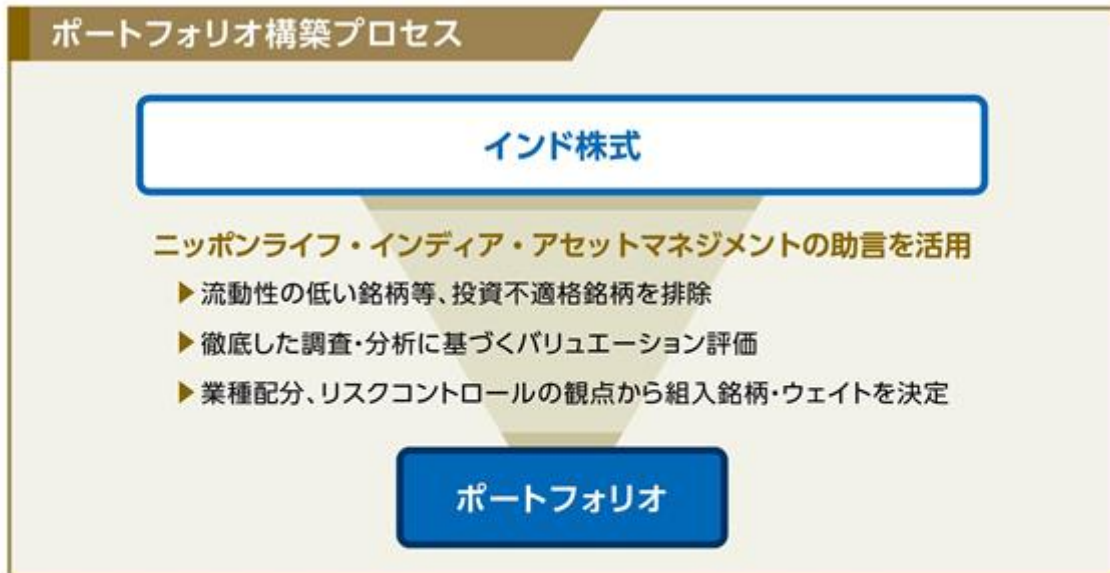 ポートフォリオ構築プロセス
インド株式
ニッポンライフ・インディア・アセットマネジメントの助言を活用
▶流動性の低い銘柄等、投資不適格銘柄を排除
▶徹底した調査・分析に基づくバリュエーション評価
▶業種配分、リスクコントロールの観点から組入銘柄・ウェイトを決定
ポートフォリオ